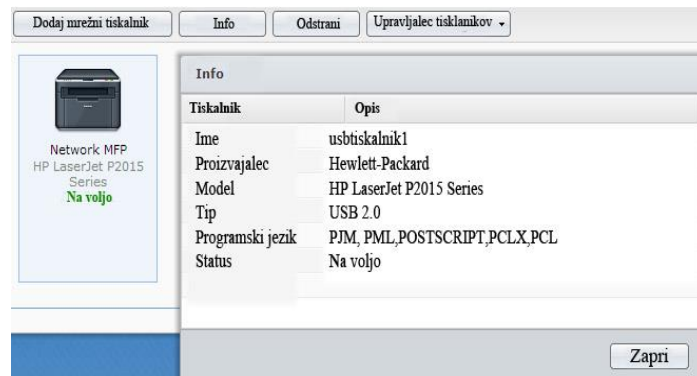 Dodaj mrežni tiskalnik Info Odstrani Upravljalec tisklanikov
Network MFP
HP LaserJet P2015
Series
Na voljo
Info
Tiskalnik Opis
Ime usbtiskalnik1
Proizvajalec Hewlett-Packard
Model HP LaserJet P2015 Series
Tip USB 2.0
Programski jezik PJM, PML,POSTSCRIPT,PCLX,PCL
Status Na voljo
Zapri